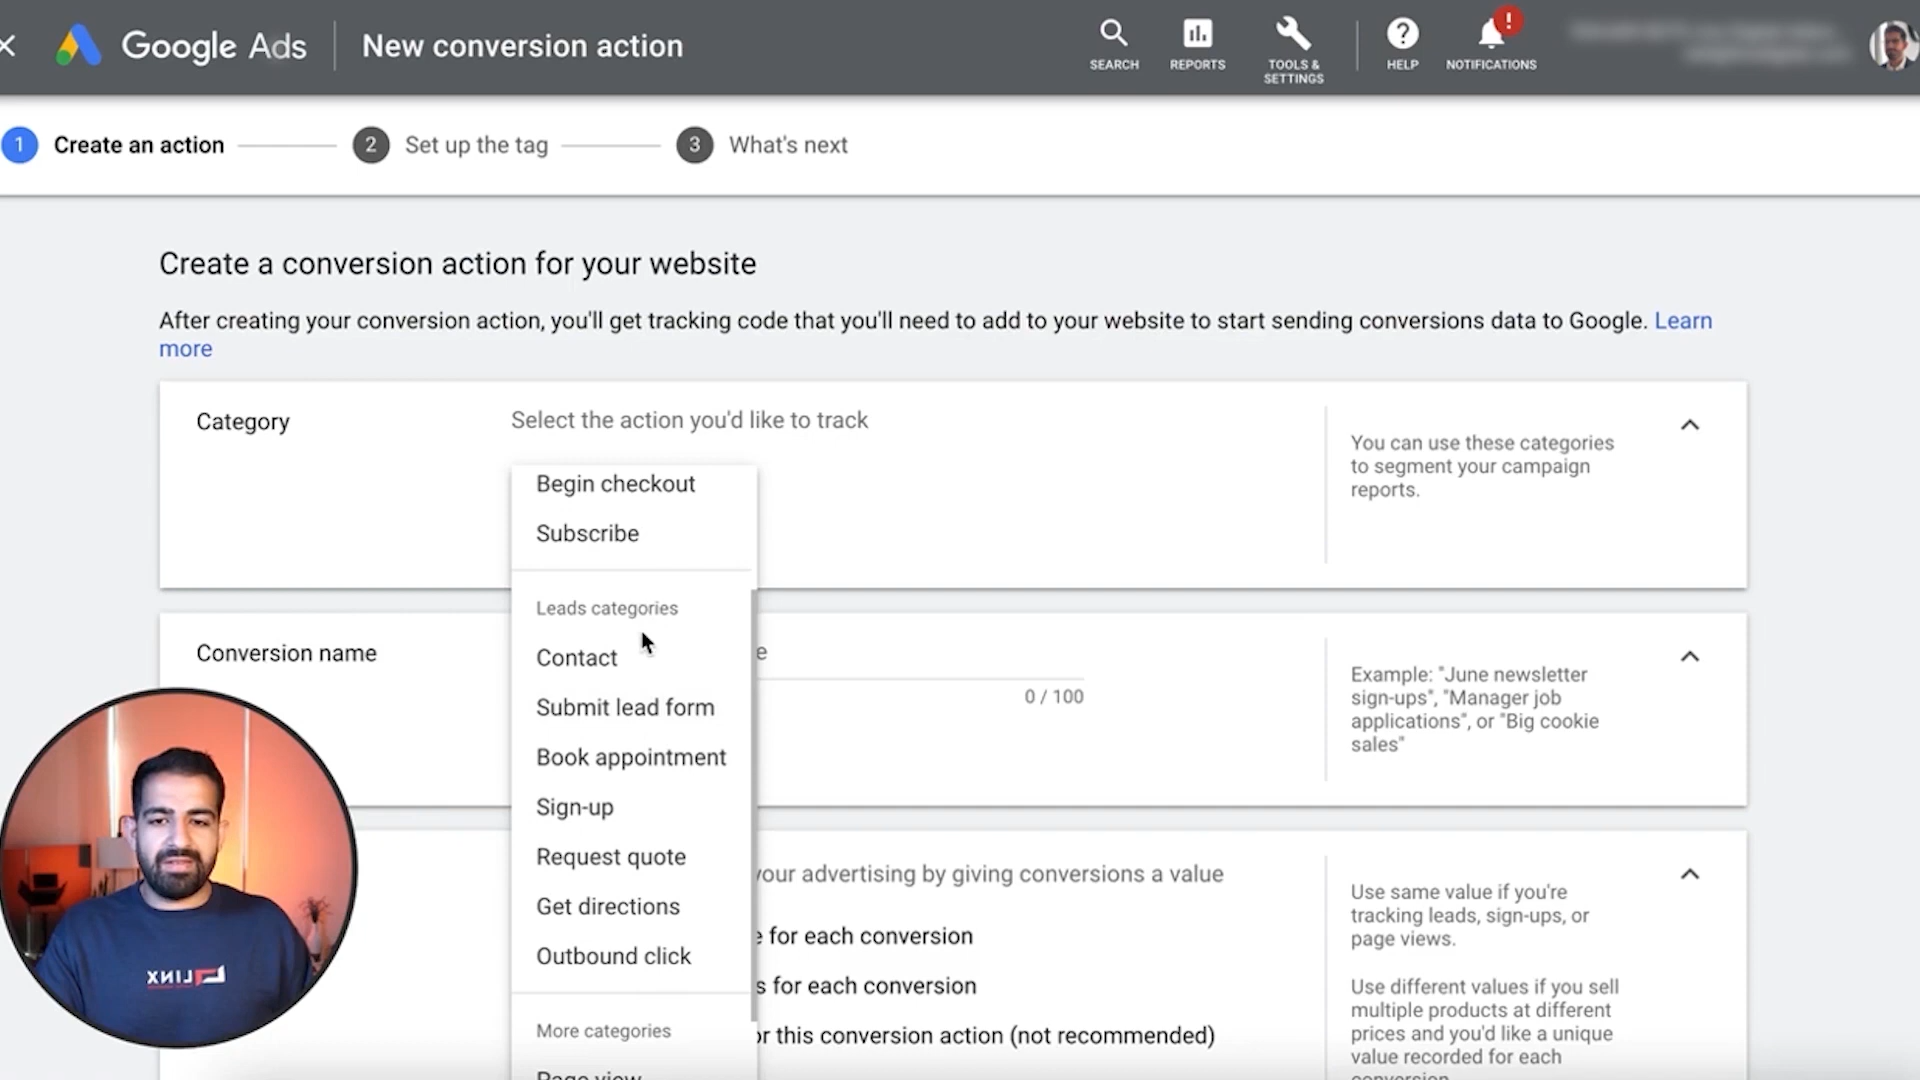 Google Ads
New conversion action
SEARCH
REPORTS
TOOLS &
SETTINGS
HELP
!
NOTIFICATIONS
1 Create an action
2 Set up the tag
3 What's next
Create a conversion action for your website
After creating your conversion action, you'll get tracking code that you'll need to add to your website to start sending conversions data to Google. Learn
more
Category
Select the action you'd like to track
You can use these categories
to segment your campaign
reports.
Begin checkout
Subscribe
Leads categories
Contact
Submit lead form
Book appointment
Sign-up
Request quote
Get directions
Outbound click
More categories
Page view
Conversion name
e
0 / 100
Example: "June newsletter
sign-ups", "Manager job
applications", or "Big cookie
sales"
your advertising by giving conversions a value
e for each conversion
s for each conversion
or this conversion action (not recommended)
Use same value if you're
tracking leads, sign-ups, or
page views.
Use different values if you sell
multiple products at different
prices and you'd like a unique
value recorded for each
conversion
LINX